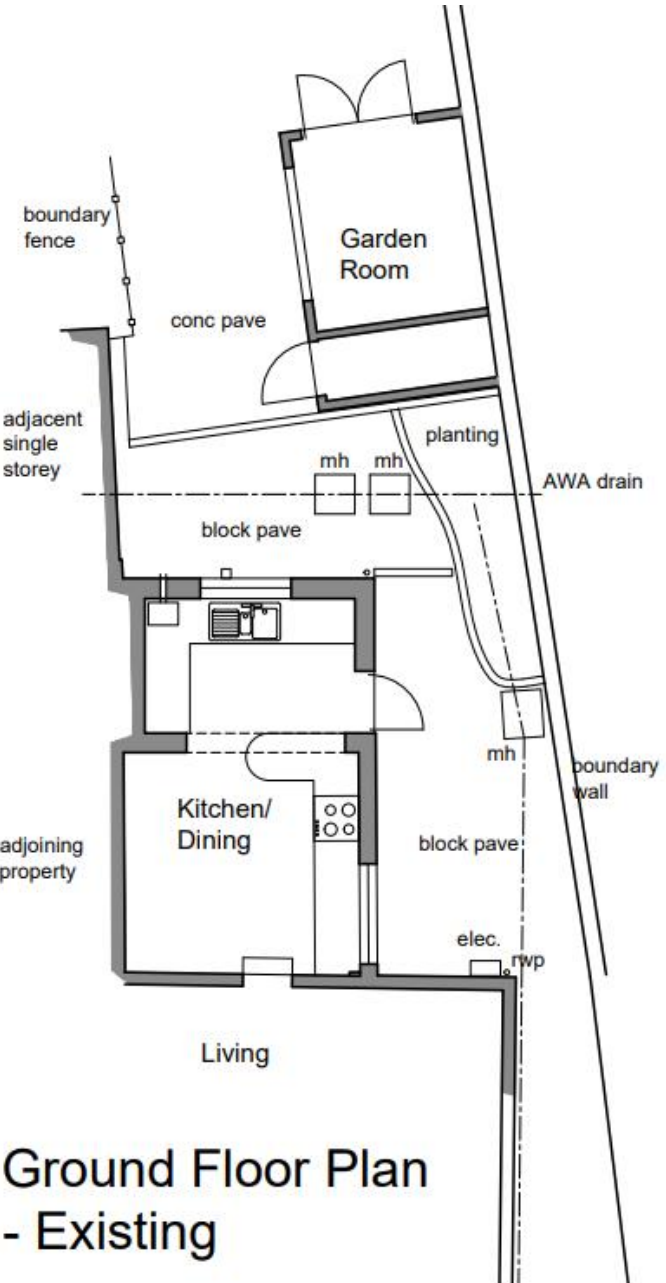 boundary
fence
Garden
Room
conc pave
adjacent
single
storey
planting
mh
mh
AWA drain
block pave
mh
boundary
wall
Kitchen/
Dining
adjoining
property
block pave
elec.
rwp
Living
Ground Floor Plan
- Existing